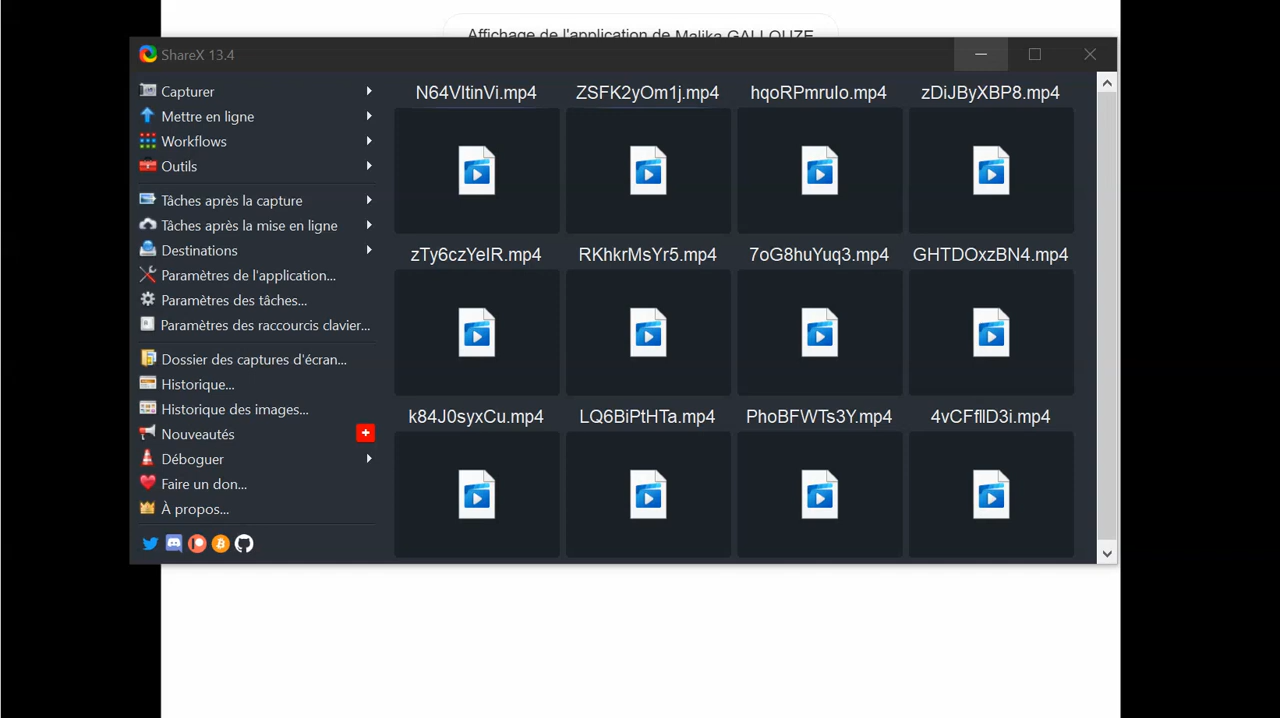 Affichage de l'application de Malika GALLOUZE
ShareX 13.4
Capturer
Mettre en ligne
Workflows
Outils
Tâches après la capture
Tâches après la mise en ligne
Destinations
Paramètres de l'application...
Paramètres des tâches...
Paramètres des raccourcis clavier...
Dossier des captures d'écran...
Historique...
Historique des images...
Nouveautés
Déboguer
Faire un don...
À propos...
N64VItinVi.mp4
ZSFK2yOm1j.mp4
hqoRPmruIo.mp4
zDiJByXBP8.mp4
zTy6czYeIR.mp4
RKhkrMsYr5.mp4
7oG8huYuq3.mp4
GHTDOxzBN4.mp4
k84J0syxCu.mp4
LQ6BiPtHTa.mp4
PhoBFWTs3Y.mp4
4vCFflID3i.mp4